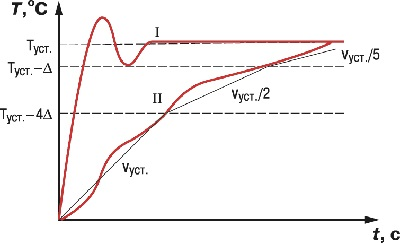 T,°C
I
Tуст.
vуст./5
Tуст.–Δ
II
vуст./2
Tуст.–4Δ
vуст.
t, с